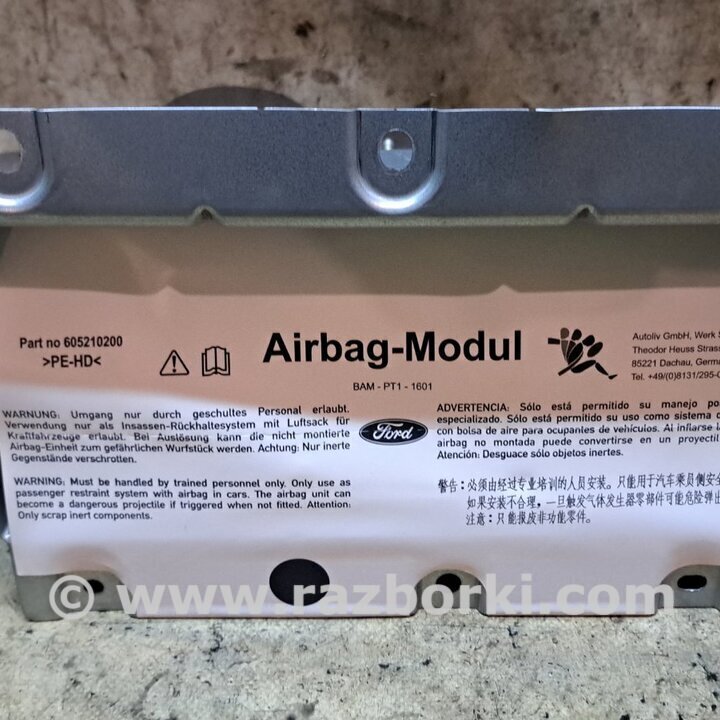 Part no 605210200
>PE-HD<
Airbag-Modul
BAM - PT1 - 1601
Autoliv GmbH, Werk
Theodor Heuss Strass
85221 Dachau, Germa
Tel. +49/(0)8131/295-
WARNUNG: Umgang nur durch geschultes Personal erlaubt.
Verwendung nur als Insassen-Rückhaltesystem mit Luftsack für
Kraftfahrzeuge erlaubt. Bei Auslösung kann die nicht montierte
Airbag-Einheit zum gefährlichen Wurfstück werden. Achtung: Nur inerte
Gegenstände verschrotten.
WARNING: Must be handled by trained personnel only. Only use as
passenger restraint system with airbag in cars. The airbag unit can
become a dangerous projectile if triggered when not fitted. Attention:
Only scrap inert components.
Ford
ADVERTENCIA: Sólo está permitido su manejo po
especializado. Sólo está permitido su uso como sistema d
con bolsa de aire para ocupantes de vehículos. Al inflarse l
airbag no montada puede convertirse en un proyectil
Atención: Desguace sólo objetos inertes.
警告：必须由经过专业培训的人员安装。只能用于汽车乘员侧安全
如果安装不合理，一旦触发气体发生器零部件可能危险弹出
注意：只能报废非功能零件。
© www.razborki.com